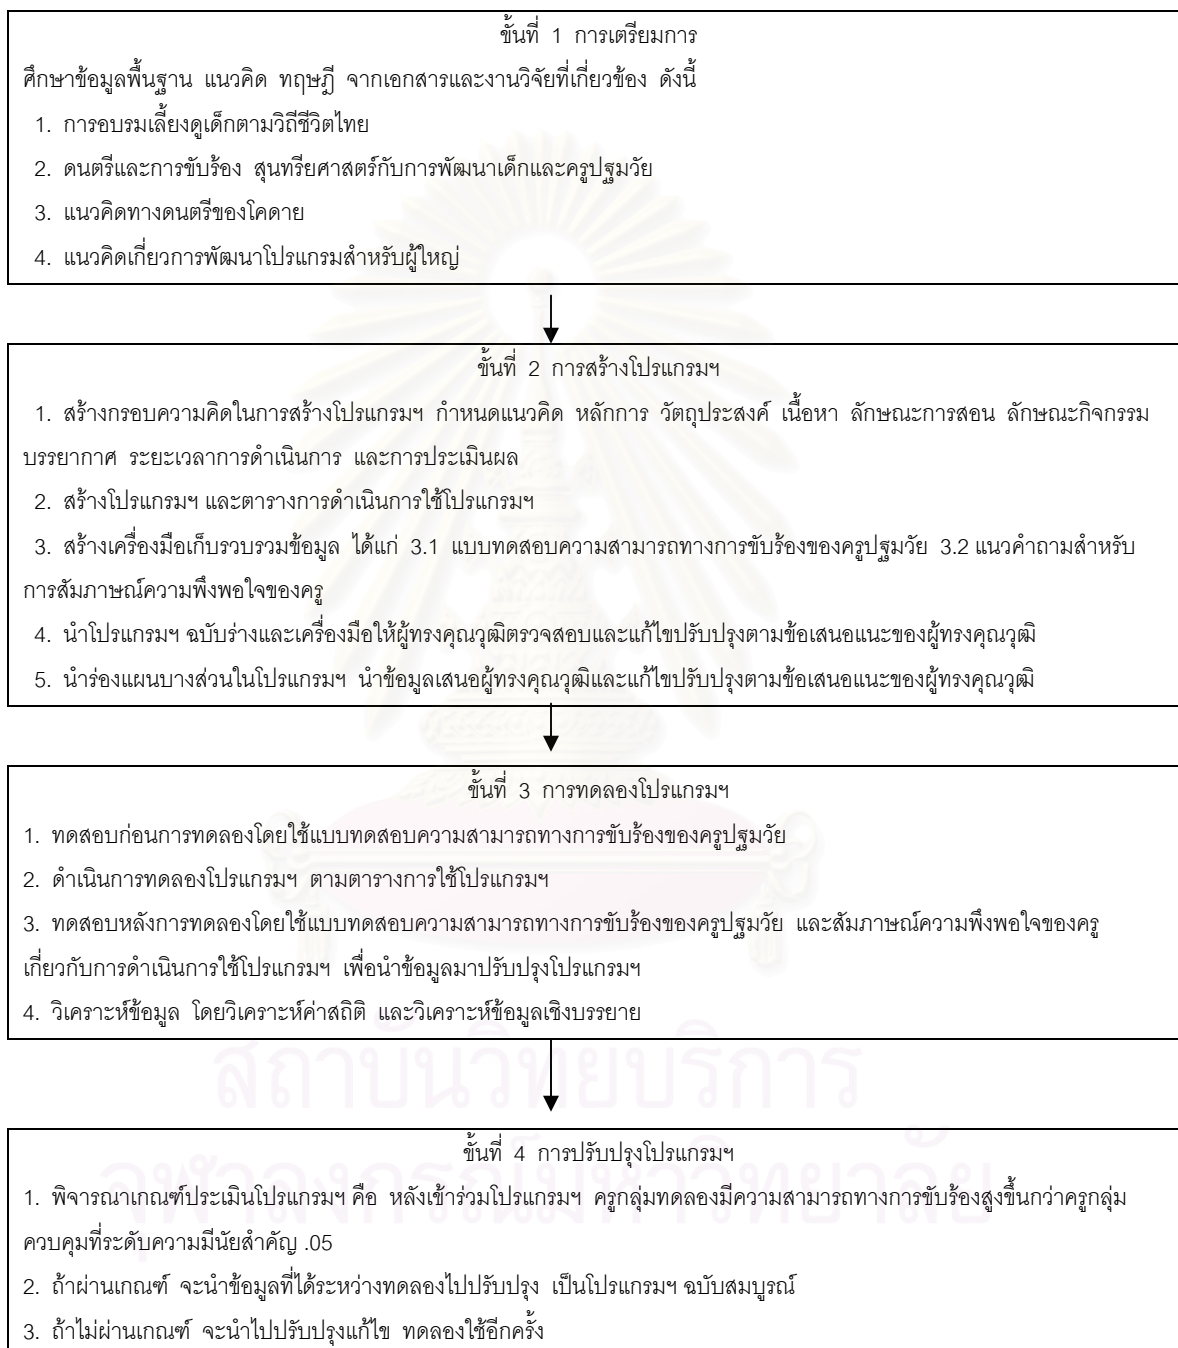 ขั้นที่ 1 การเตรียมการ
ศึกษาข้อมูลพื้นฐาน แนวคิด ทฤษฎี จากเอกสารและงานวิจัยที่เกี่ยวข้อง ดังนี้
1. การอบรมเลี้ยงดูเด็กตามวิถีชีวิตไทย
2. ดนตรีและการขับร้อง สุนทรียศาสตร์กับการพัฒนาเด็กและครูปฐมวัย
3. แนวคิดทางดนตรีของโคดาย
4. แนวคิดเกี่ยวการพัฒนาโปรแกรมสำหรับผู้ใหญ่
ขั้นที่ 2 การสร้างโปรแกรมฯ
1. สร้างกรอบความคิดในการสร้างโปรแกรมฯ กำหนดแนวคิด หลักการ วัตถุประสงค์ เนื้อหา ลักษณะการสอน ลักษณะกิจกรรม
บรรยากาศ ระยะเวลาการดำเนินการ และการประเมินผล
2. สร้างโปรแกรมฯ และตารางการดำเนินการใช้โปรแกรมฯ
3. สร้างเครื่องมือเก็บรวบรวมข้อมูล ได้แก่ 3.1 แบบทดสอบความสามารถทางการขับร้องของครูปฐมวัย 3.2 แนวคำถามสำหรับ
การสัมภาษณ์ความพึงพอใจของครู
4. นำโปรแกรมฯ ฉบับร่างและเครื่องมือให้ผู้ทรงคุณวุฒิตรวจสอบและแก้ไขปรับปรุงตามข้อเสนอแนะของผู้ทรงคุณวุฒิ
5. นำร่องแผนบางส่วนในโปรแกรมฯ นำข้อมูลเสนอผู้ทรงคุณวุฒิและแก้ไขปรับปรุงตามข้อเสนอแนะของผู้ทรงคุณวุฒิ
ขั้นที่ 3 การทดลองโปรแกรมฯ
1. ทดสอบก่อนการทดลองโดยใช้แบบทดสอบความสามารถทางการขับร้องของครูปฐมวัย
2. ดำเนินการทดลองโปรแกรมฯ ตามตารางการใช้โปรแกรมฯ
3. ทดสอบหลังการทดลองโดยใช้แบบทดสอบความสามารถทางการขับร้องของครูปฐมวัย และสัมภาษณ์ความพึงพอใจของครู
เกี่ยวกับการดำเนินการใช้โปรแกรมฯ เพื่อนำข้อมูลมาปรับปรุงโปรแกรมฯ
4. วิเคราะห์ข้อมูล โดยวิเคราะห์ค่าสถิติ และวิเคราะห์ข้อมูลเชิงบรรยาย
สถาบันวิทยบริการ
ขั้นที่ 4 การปรับปรุงโปรแกรมฯ
จุฬาลงกรณ์มหาวิทยาลัย
1. พิจารณาเกณฑ์ประเมินโปรแกรมฯ คือ หลังเข้าร่วมโปรแกรมฯ ครูกลุ่มทดลองมีความสามารถทางการขับร้องสูงขึ้นกว่าครูกลุ่ม
ควบคุมที่ระดับความมีนัยสำคัญ .05
2. ถ้าผ่านเกณฑ์ จะนำข้อมูลที่ได้ระหว่างทดลองไปปรับปรุง เป็นโปรแกรมฯ ฉบับสมบูรณ์
3. ถ้าไม่ผ่านเกณฑ์ จะนำไปปรับปรุงแก้ไข ทดลองใช้อีกครั้ง